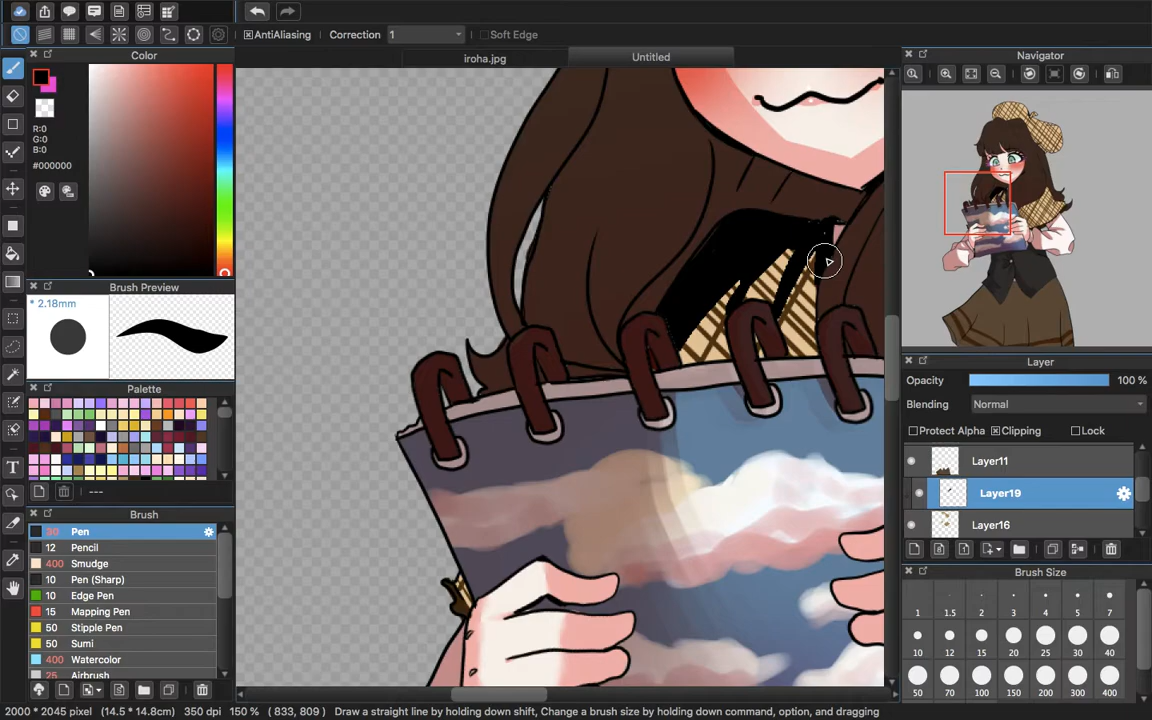 AntiAliasing Correction 1 Soft Edge
Color
iroha.jpg
Untitled
Navigator
R:0
G:0
B:0
#000000
Brush Preview
* 2.18mm
Palette
---
Brush
30 Pen
12 Pencil
400 Smudge
10 Pen (Sharp)
10 Edge Pen
15 Mapping Pen
50 Stipple Pen
50 Sumi
400 Watercolor
25 Airbrush
Layer
Opacity 100 %
Blending Normal
Protect Alpha Clipping Lock
Layer11
Layer19
Layer16
Brush Size
1 1.5 2 3 4 5 7
10 12 15 20 25 30 40
50 70 100 150 200 300 400
2000 * 2045 pixel (14.5 * 14.8cm) 350 dpi 150 % ( 833, 809 ) Draw a straight line by holding down shift, Change a brush size by holding down command, option, and dragging